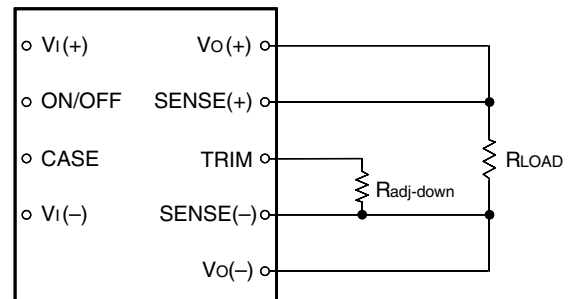 VI(+) VO(+)
ON/OFF SENSE(+)
CASE TRIM RLOAD
Radj-down
VI(–) SENSE(–)
VO(–)